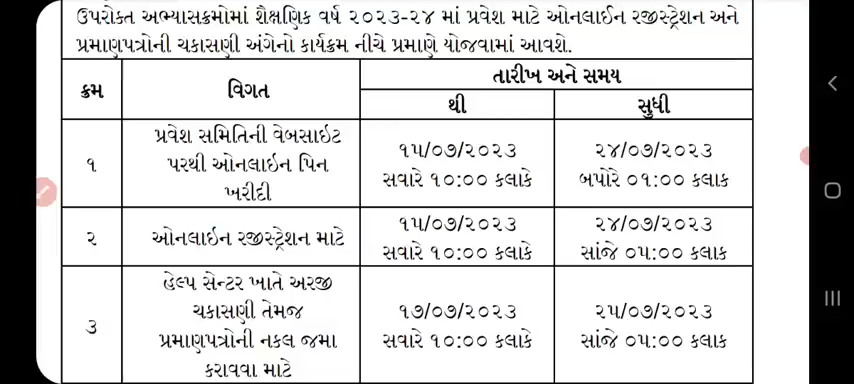 ઉપરોક્ત અભ્યાસક્રમોમાં શૈક્ષણિક વર્ષ ૨૦૨૩-૨૪ માં પ્રવેશ માટે ઓનલાઈન રજીસ્ટ્રેશન અને
પ્રમાણપત્રોની ચકાસણી અંગેનો કાર્યક્રમ નીચે પ્રમાણે યોજવામાં આવશે.
ક્રમ વિગત તારીખ અને સમય
થી સુધી
૧ પ્રવેશ સમિતિની વેબસાઇટ
પરથી ઓનલાઇન પિન
ખરીદી
૧૫/૦૭/૨૦૨૩
સવારે ૧૦:૦૦ કલાકે
૨૪/૦૭/૨૦૨૩
બપોરે ૦૧:૦૦ કલાક
૨ ઓનલાઇન રજીસ્ટ્રેશન માટે
૧૫/૦૭/૨૦૨૩
સવારે ૧૦:૦૦ કલાકે
૨૪/૦૭/૨૦૨૩
સાંજે ૦૫:૦૦ કલાક
૩ હેલ્પ સેન્ટર ખાતે અરજી
ચકાસણી તેમજ
પ્રમાણપત્રોની નકલ જમા
કરાવવા માટે
૧૭/૦૭/૨૦૨૩
સવારે ૧૦:૦૦ કલાકે
૨૫/૦૭/૨૦૨૩
સાંજે ૦૫:૦૦ કલાક